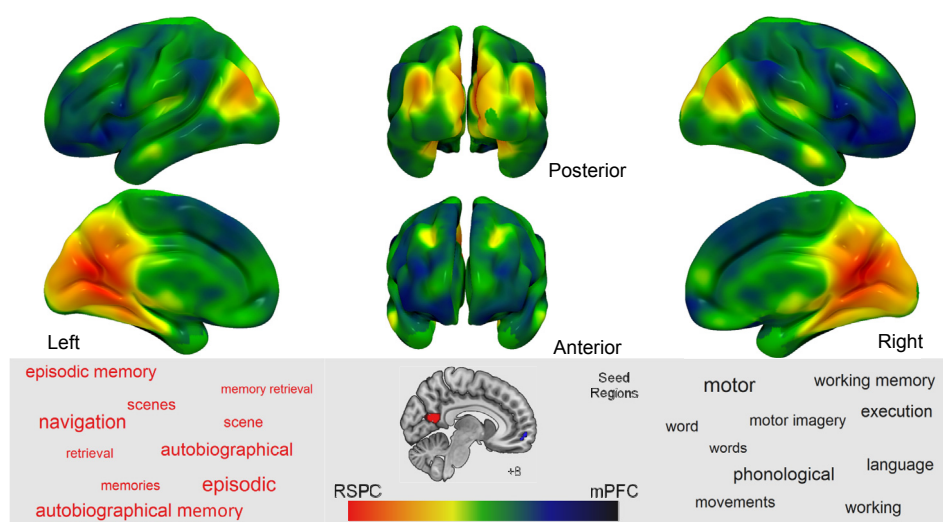 Posterior
Left
Anterior
Right
episodic memory
memory retrieval
scenes
navigation
scene
retrieval
autobiographical
memories
episodic
autobiographical memory
Seed
Regions
+8
RSPC
mPFC
motor
working memory
word
motor imagery
execution
words
phonological
language
movements
working